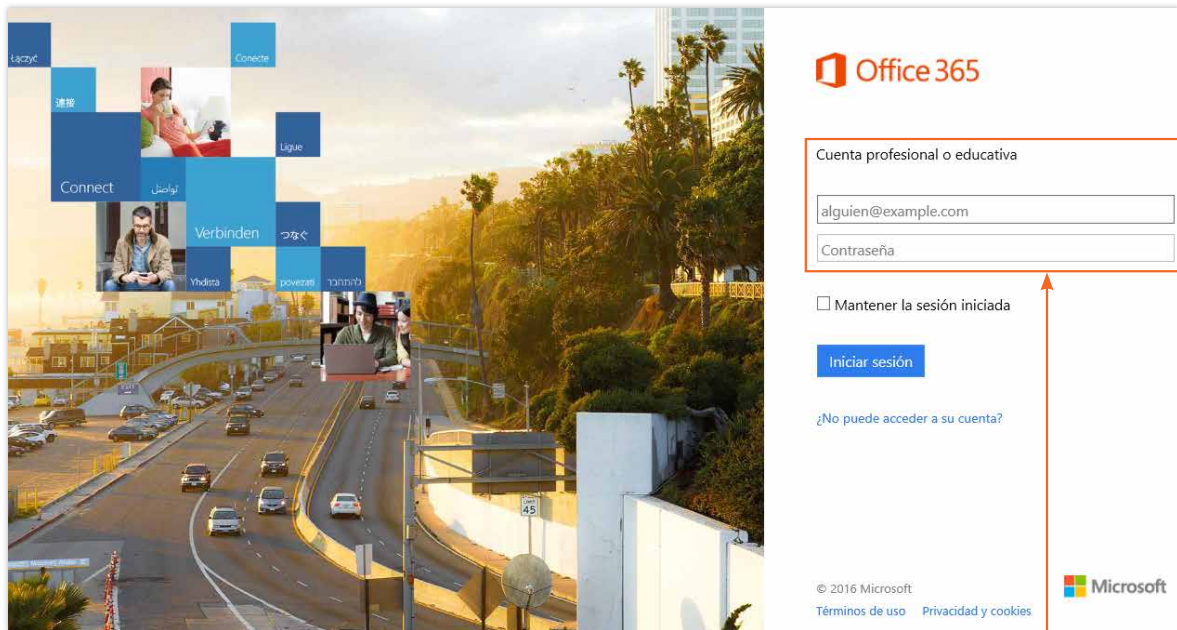 Łączyć
Conecte
連接
Ligue
Connect
تواصل
Verbinden
つなぐ
Yhdista
povezati
להתחבר
LIMIT
45
Office 365
Cuenta profesional o educativa
alguien@example.com
Contraseña
Mantener la sesión iniciada
Iniciar sesión
¿No puede acceder a su cuenta?
© 2016 Microsoft
Microsoft
Términos de uso Privacidad y cookies